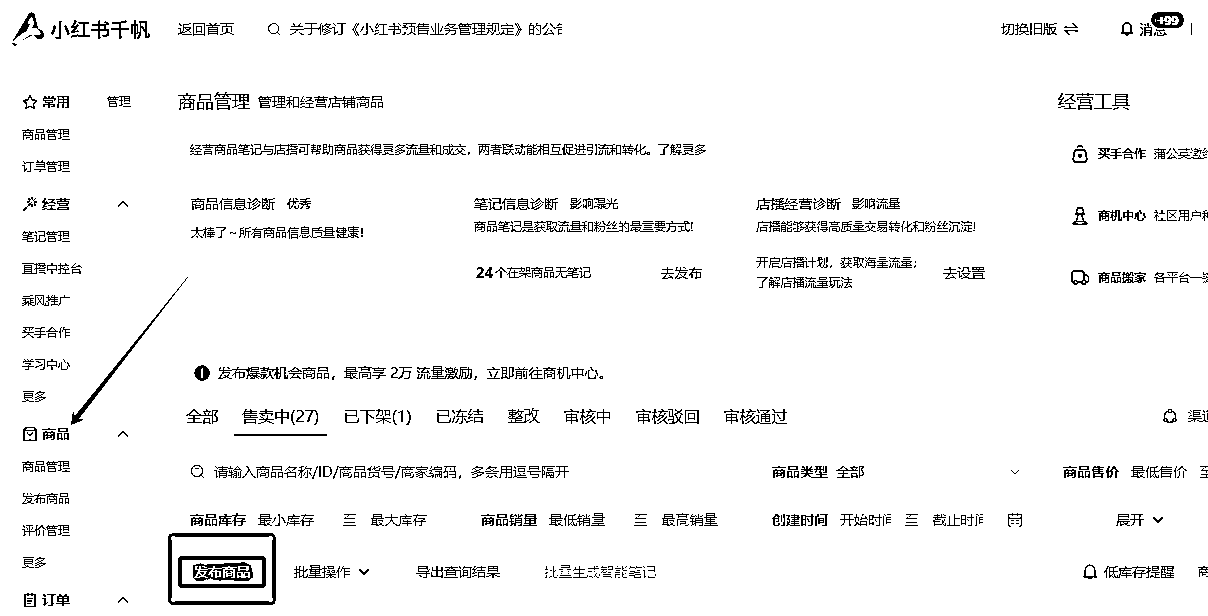 小红书千帆 返回首页 关于修订《小红书预售业务管理规定》的公告 切换旧版 消息 +99
常用 管理
商品管理
订单管理
经营
笔记管理
直播中控台
乘风推广
买手合作
学习中心
更多
商品
商品管理
发布商品
评价管理
更多
订单
商品管理 管理和经营店铺商品
经营商品笔记与店播可帮助商品获得更多流量和成交，两者联动能相互促进引流和转化。了解更多
商品信息诊断 优秀
太棒了~所有商品信息质量健康!
笔记信息诊断 影响曝光
商品笔记是获取流量和粉丝的最重要方式!
24个在架商品无笔记 去发布
店播经营诊断 影响流量
店播能够获得高质量交易转化和粉丝沉淀!
开启店播计划，获取海量流量;
了解店播流量玩法
去设置
发布爆款机会商品，最高享 2万 流量激励，立即前往商机中心。
全部 售卖中(27) 已下架(1) 已冻结 整改 审核中 审核驳回 审核通过
请输入商品名称/ID/商品货号/商家编码，多条用逗号隔开 商品类型 全部 商品售价 最低售价 至
商品库存 最小库存 至 最大库存 商品销量 最低销量 至 最高销量 创建时间 开始时间 至 截止时间 展开
发布商品 批量操作 导出查询结果 批量生成智能笔记 低库存提醒 商
经营工具
买手合作 蒲公英邀
商机中心 社区用户
商品搬家 各平台一